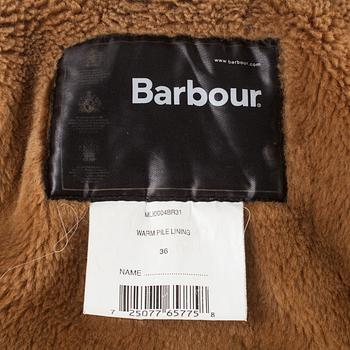 www.barbour.com
Barbour®
MLI0004BR31
WARM PILE LINING
36
NAME
7 25077 65775 8